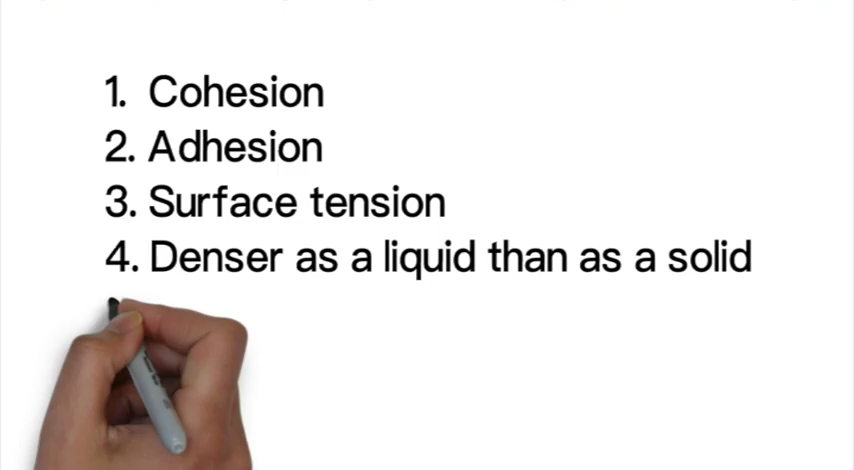 1. Cohesion
2. Adhesion
3. Surface tension
4. Denser as a liquid than as a solid